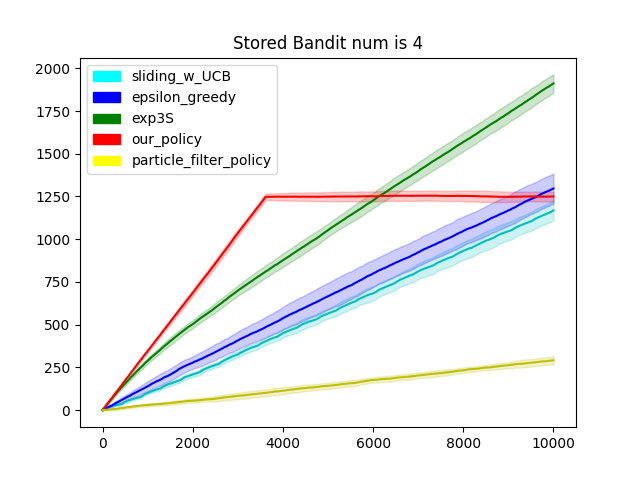 Stored Bandit num is 4
2000
1750
1500
1250
1000
750
500
250
0
sliding_w_UCB
epsilon_greedy
exp3S
our_policy
particle_filter_policy
0
2000
4000
6000
8000
10000